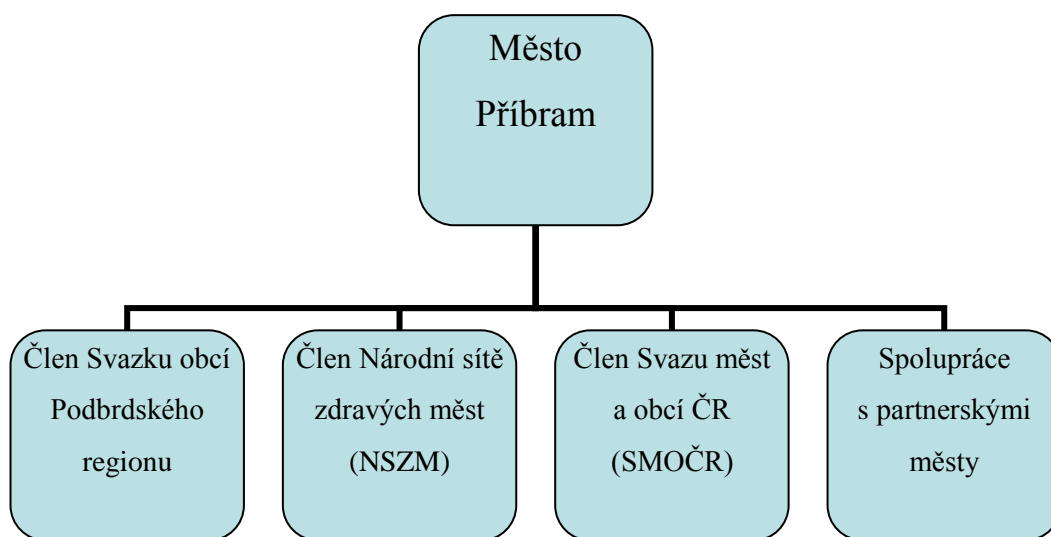 Město
Příbram
Člen Svazku obcí
Podbrdského
regionu
Člen Národní sítě
zdravých měst
(NSZM)
Člen Svazu měst
a obcí ČR
(SMOČR)
Spolupráce
s partnerskými
městy